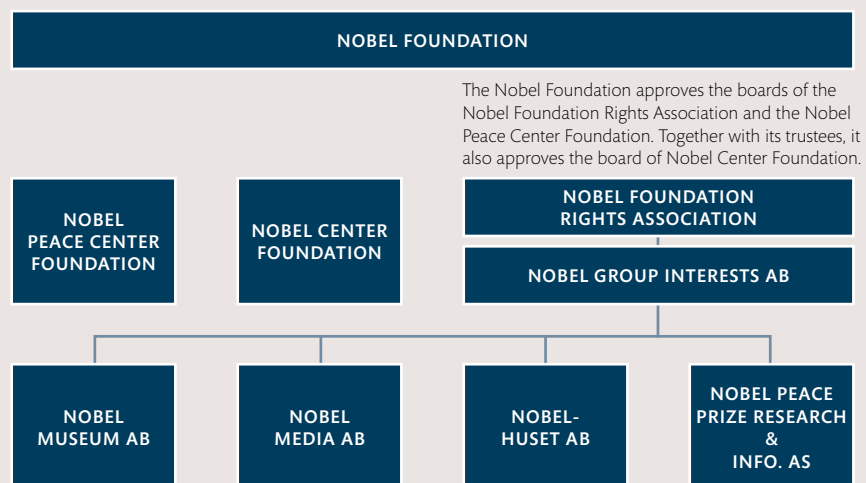 NOBEL FOUNDATION
The Nobel Foundation approves the boards of the
Nobel Foundation Rights Association and the Nobel
Peace Center Foundation. Together with its trustees, it
also approves the board of Nobel Center Foundation.
NOBEL
PEACE CENTER
FOUNDATION
NOBEL CENTER
FOUNDATION
NOBEL FOUNDATION
RIGHTS ASSOCIATION
NOBEL GROUP INTERESTS AB
NOBEL
MUSEUM AB
NOBEL
MEDIA AB
NOBEL-
HUSET AB
NOBEL PEACE
PRIZE RESEARCH
&
INFO. AS